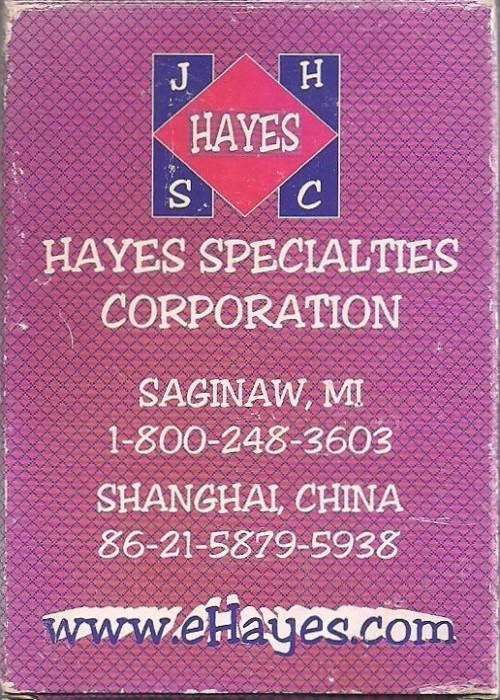 J H
HAYES
S C
HAYES SPECIALTIES
CORPORATION
SAGINAW, MI
1-800-248-3603
SHANGHAI, CHINA
86-21-5879-5938
www.eHayes.com